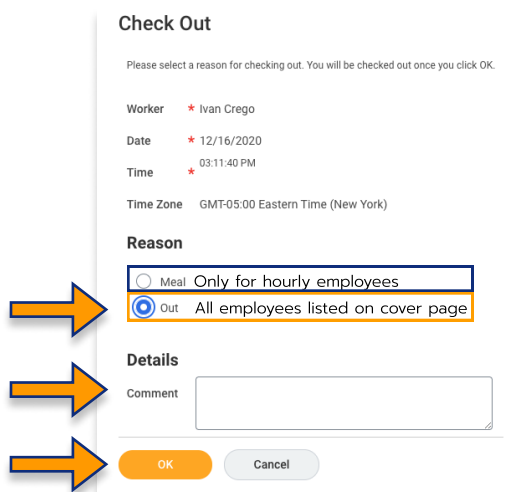 Check Out
Please select a reason for checking out. You will be checked out once you click OK.
Worker * Ivan Crego
Date * 12/16/2020
Time * 03:11:40 PM
Time Zone GMT-05:00 Eastern Time (New York)
Reason
Meal Only for hourly employees
Out All employees listed on cover page
Details
Comment
OK Cancel